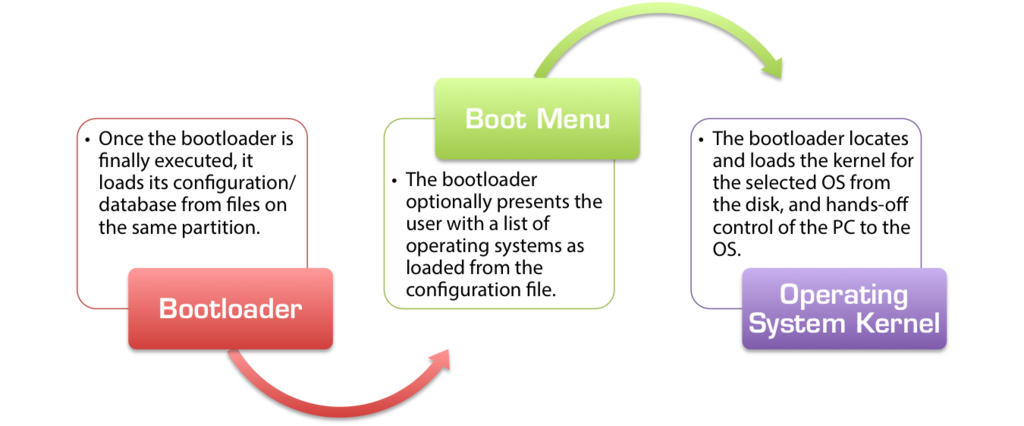 • Once the bootloader is
finally executed, it
loads its configuration/
database from files on
the same partition.
Bootloader
Boot Menu
• The bootloader
optionally presents the
user with a list of
operating systems as
loaded from the
configuration file.
• The bootloader locates
and loads the kernel for
the selected OS from
the disk, and hands-off
control of the PC to the
OS.
Operating
System Kernel